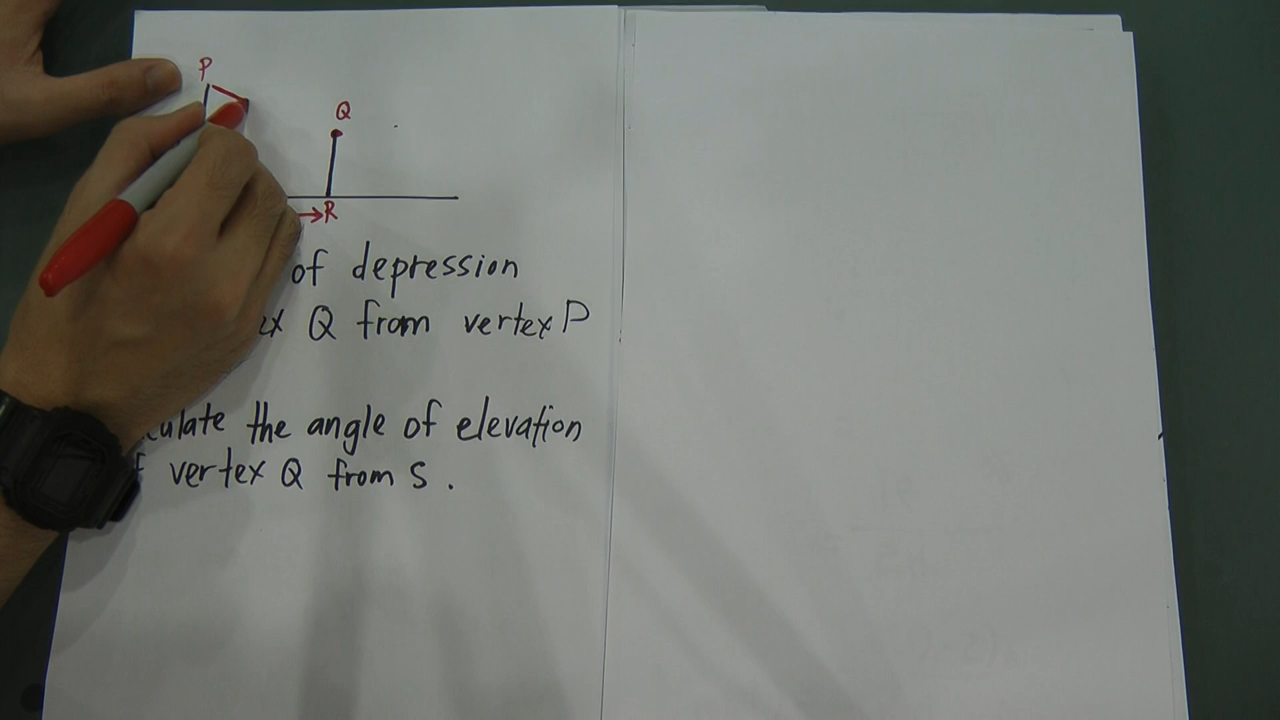 P
Q
R
of depression
Q from vertex P
the angle of elevation
vertex Q from S.